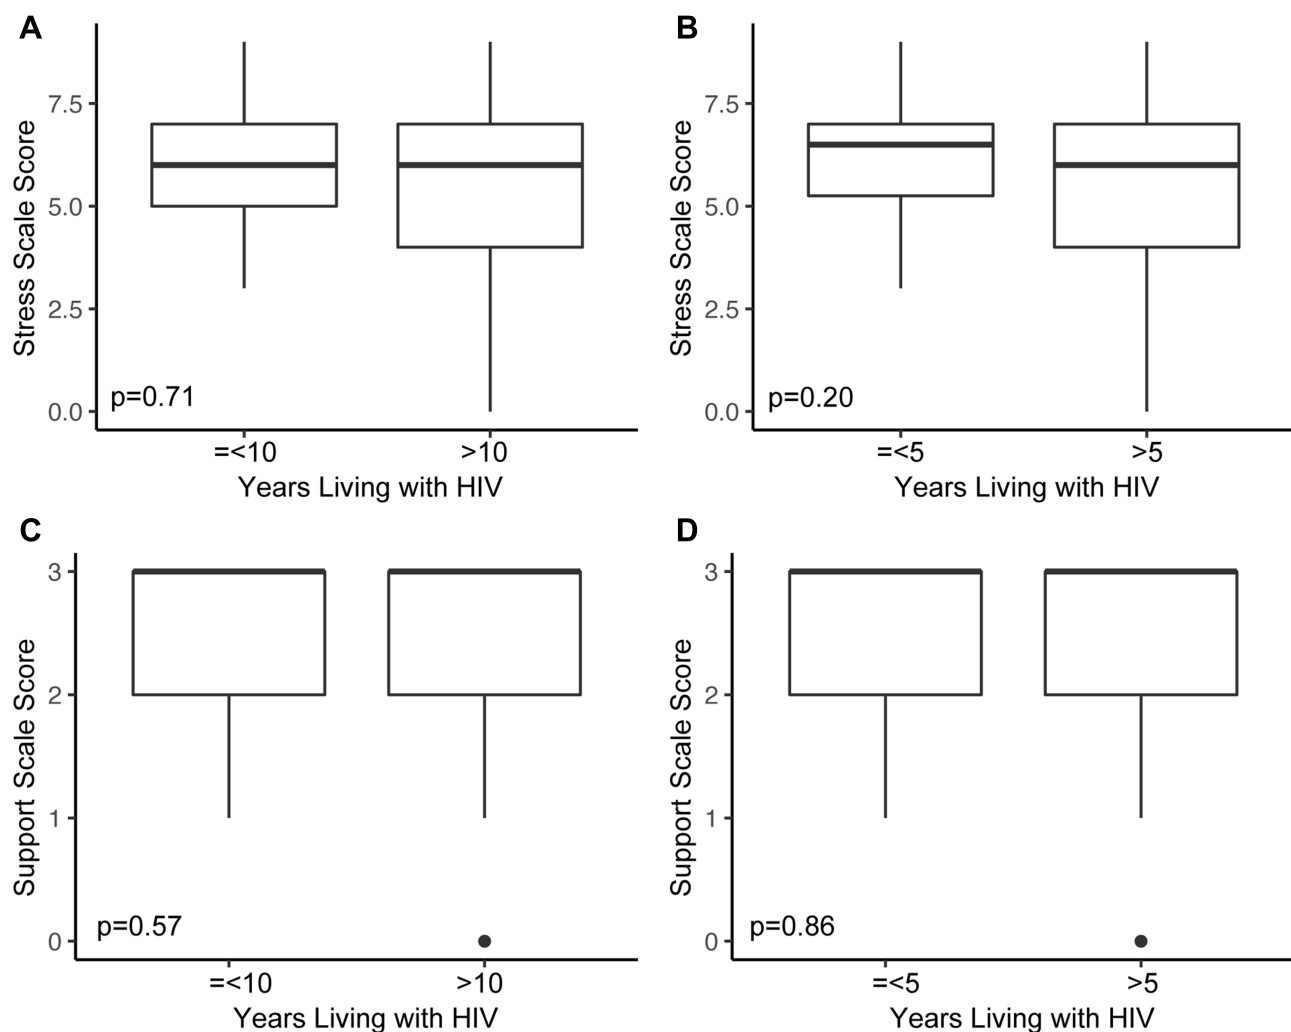 A
Stress Scale Score
7.5
5.0
2.5
0.0
p=0.71
=<10
>10
Years Living with HIV
B
Stress Scale Score
7.5
5.0
2.5
0.0
p=0.20
=<5
>5
Years Living with HIV
C
Support Scale Score
3
2
1
0
p=0.57
=<10
>10
Years Living with HIV
D
Support Scale Score
3
2
1
0
p=0.86
=<5
>5
Years Living with HIV